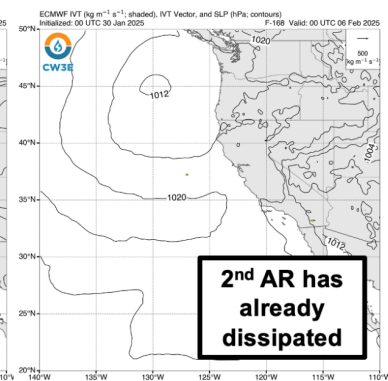 ECMWF IVT (kg m⁻¹ s⁻¹; shaded), IVT Vector, and SLP (hPa; contours)
Initialized: 00 UTC 30 Jan 2025 F-168 Valid: 00 UTC 06 Feb 2025
50°N
CW3E
1020
500
kg m⁻¹ s⁻¹
1012
45°N
40°N
1004
1020
35°N
1012
30°N
2nd AR has
already
dissipated
25°N
20°N
140°W 135°W 130°W 125°W 120°W 115°W 110°W